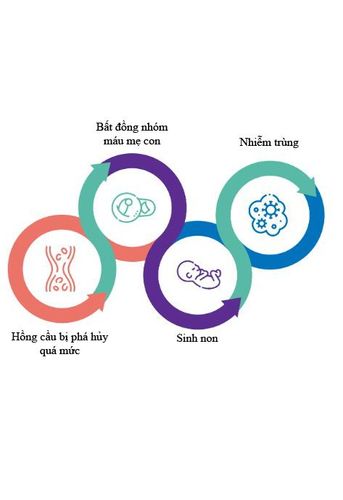 Bất đồng nhóm
máu mẹ con
Nhiễm trùng
Hồng cầu bị phá hủy
quá mức
Sinh non